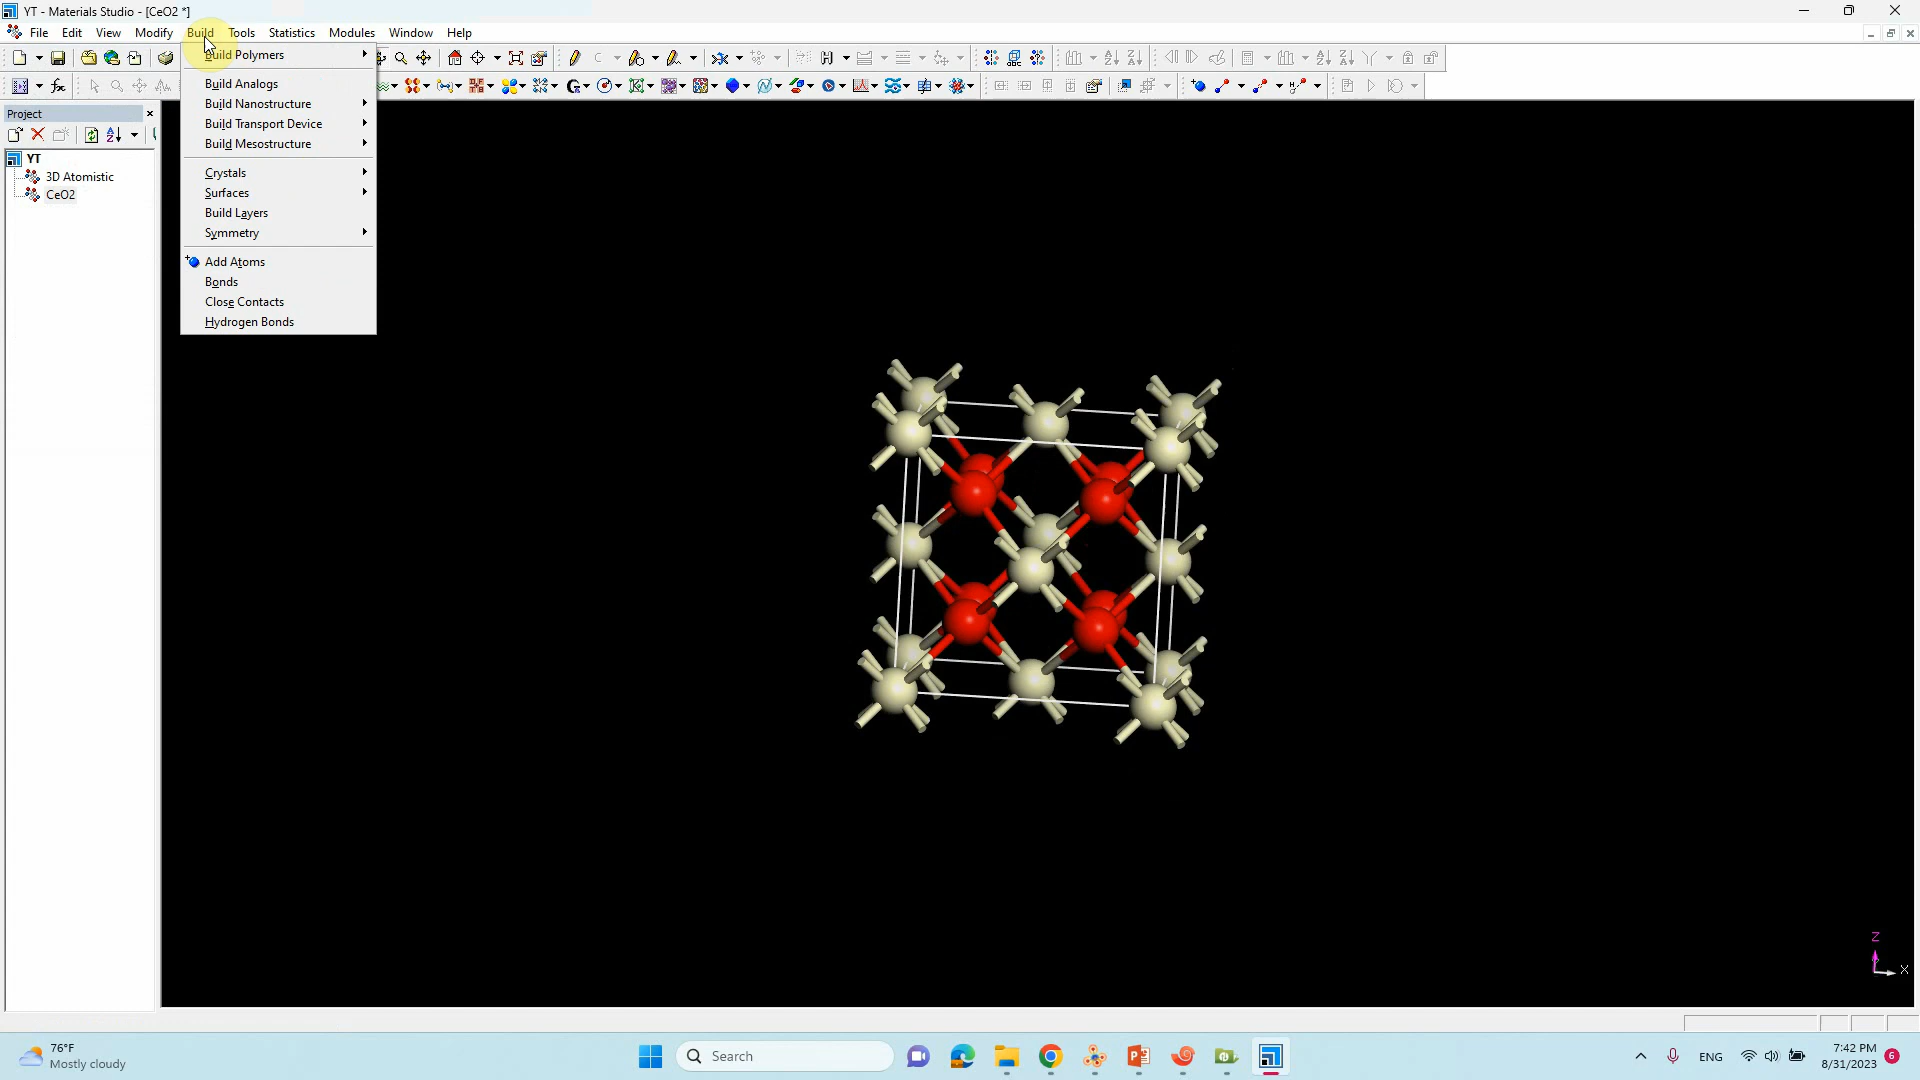 YT - Materials Studio - [CeO2 *]
File Edit View Modify Build Tools Statistics Modules Window Help
Build Polymers
Build Analogs
Build Nanostructure
Build Transport Device
Build Mesostructure
Crystals
Surfaces
Build Layers
Symmetry
Add Atoms
Bonds
Close Contacts
Hydrogen Bonds
Project
YT
3D Atomistic
CeO2
Z
X
76°F
Mostly cloudy
Search
ENG
7:42 PM
8/31/2023
6